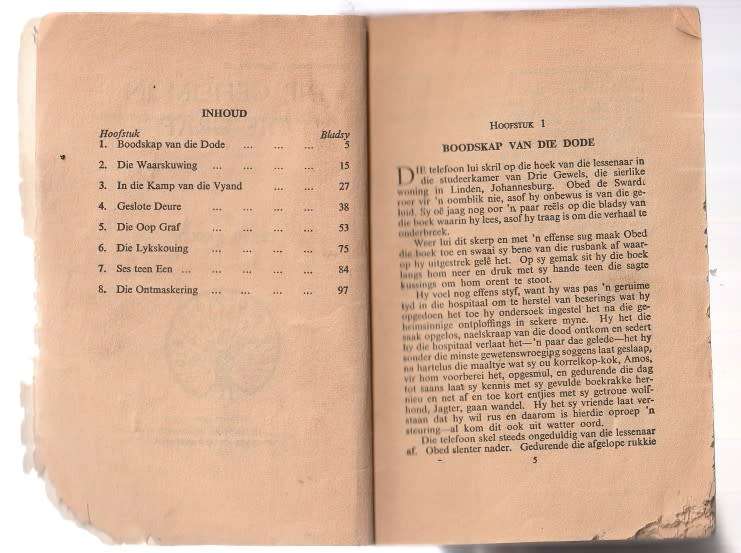 INHOUD
Hoofstuk Bladsy
1. Boodskap van die Dode ... ... ... 5
2. Die Waarskuwing ... ... ... 15
3. In die Kamp van die Vyand ... ... 27
4. Geslote Deure ... ... ... ... 38
5. Die Oop Graf ... ... ... ... 53
6. Die Lykskouing ... ... ... ... 75
7. Ses teen Een ... ... ... ... ... 84
8. Die Ontmaskering ... ... ... ... 97
HOOFSTUK 1
BOODSKAP VAN DIE DODE
DIE telefoon lui skril op die hoek van die lessenaar in
die studeerkamer van Drie Gewels, die sierlike
woning in Linden, Johannesburg. Obed de Sward.
roer vir 'n oomblik nie, asof hy onbewus is van die ge-
luid. Sy oë jaag nog oor 'n paar reëls op die bladsy van
die boek waarin hy lees, asof hy traag is om die verhaal te
onderbreek.
Weer lui dit skerp en met 'n effense sug maak Obed
die boek toe en swaai sy bene van die rusbank af waar-
op hy uitgestrek gelê het. Op sy gemak sit hy die boek
langs hom neer en druk met sy hande teen die sagte
kussings om hom orent te stoot.
Hy voel nog effens styf, want hy was pas 'n geruime
tyd in die hospitaal om te herstel van beserings wat hy
opgedoen het toe hy ondersoek ingestel het na die ge-
heimsinnige ontploffings in sekere myne. Hy het die
saak opgelos, naelskraap van die dood ontkom en sedert
hy die hospitaal verlaat het—'n paar dae gelede—het hy
sonder die minste gewetenswroeging soggens laat geslaap,
na hartelus die maaltye wat sy ou korrelkop-kok, Amos,
vir hom voorberei het, opgesmul, en gedurende die dag
tot saans laat sy kennis met sy gevulde boekrakke her-
nieu en net af en toe kort entjies met sy getroue wolf-
hond, Jagter, gaan wandel. Hy het sy vriende laat ver-
staan dat hy wil rus en daarom is hierdie oproep 'n
steuring—al kom dit ook uit watter oord.
Die telefoon skel steeds ongeduldig van die lessenaar
af. Obed slenter nader. Gedurende die afgelope rukkie
5